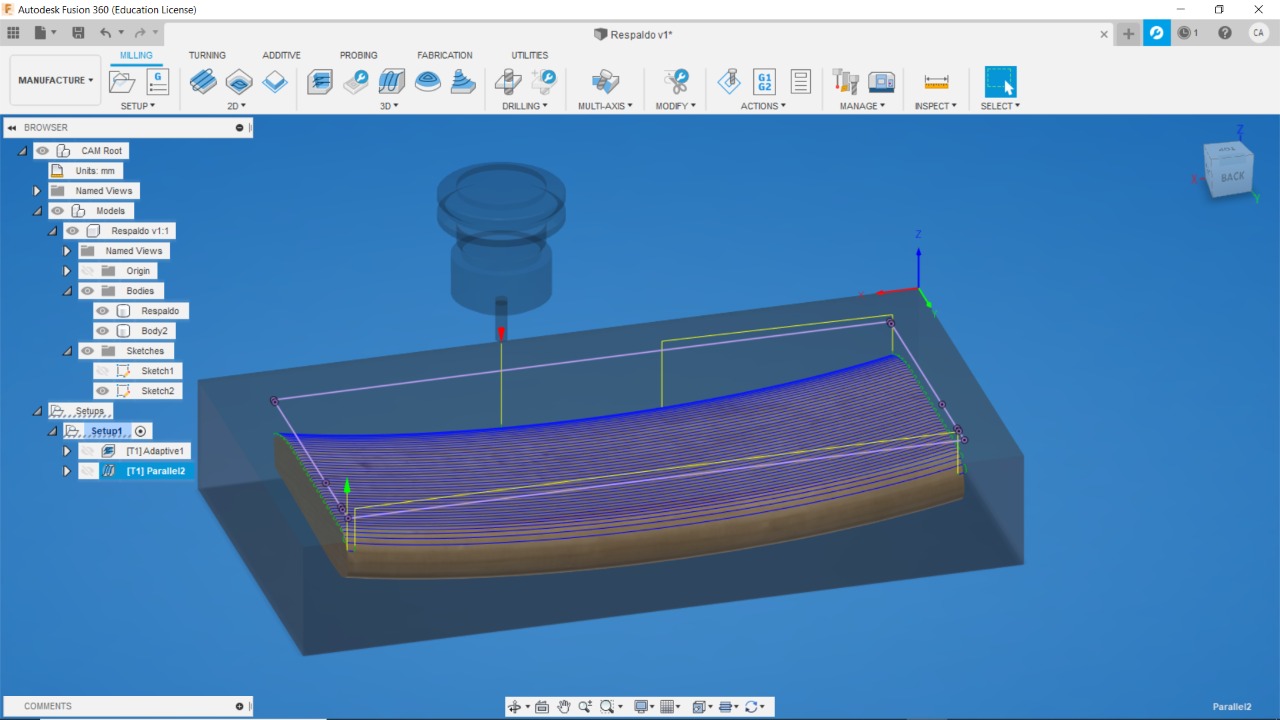 Autodesk Fusion 360 (Education License)
Respaldo v1*
1
CA
MANUFACTURE
MILLING TURNING ADDITIVE PROBING FABRICATION UTILITIES
G
G1
G2
SETUP 2D 3D DRILLING MULTI-AXIS MODIFY ACTIONS MANAGE INSPECT SELECT
BROWSER
CAM Root
Units: mm
Named Views
Models
Respaldo v1:1
Named Views
Origin
Bodies
Respaldo
Body2
Sketches
Sketch1
Sketch2
Setups
Setup1
[T1] Adaptive1
[T1] Parallel2
Z
BACK
X
Y
Z
X
Y
COMMENTS
Parallel2